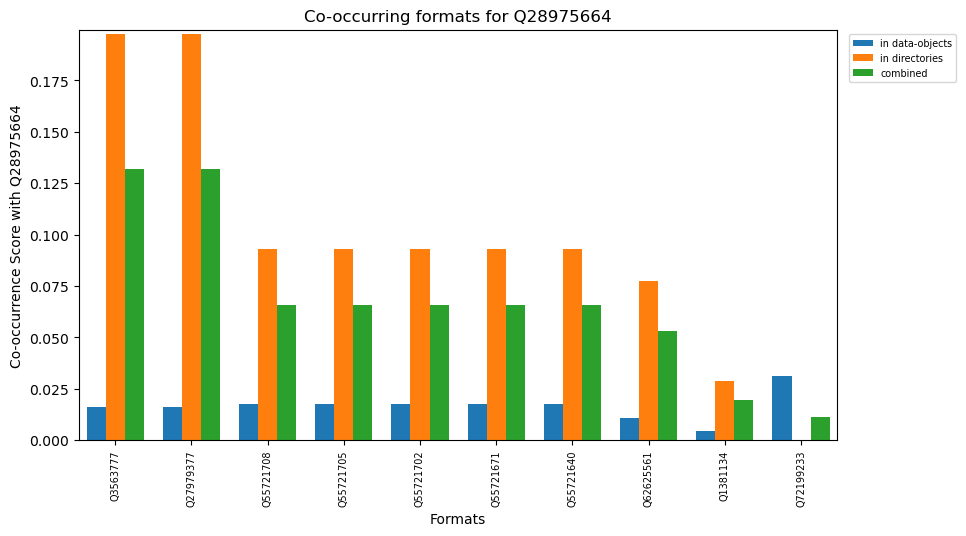 Co-occurring formats for Q28975664
in data-objects
in directories
combined
Co-occurrence Score with Q28975664
0.175
0.150
0.125
0.100
0.075
0.050
0.025
0.000
Q3563777
Q27979377
Q55721708
Q55721705
Q55721702
Q55721671
Q55721640
Q62625561
Q1381134
Q72199233
Formats